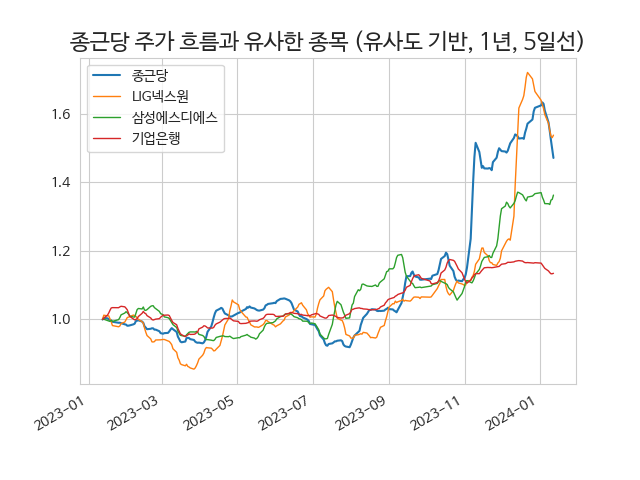 종근당 주가 흐름과 유사한 종목 (유사도 기반, 1년, 5일선)
종근당
LIG넥스원
삼성에스디에스
기업은행
1.6
1.4
1.2
1.0
2023-01
2023-03
2023-05
2023-07
2023-09
2023-11
2024-01